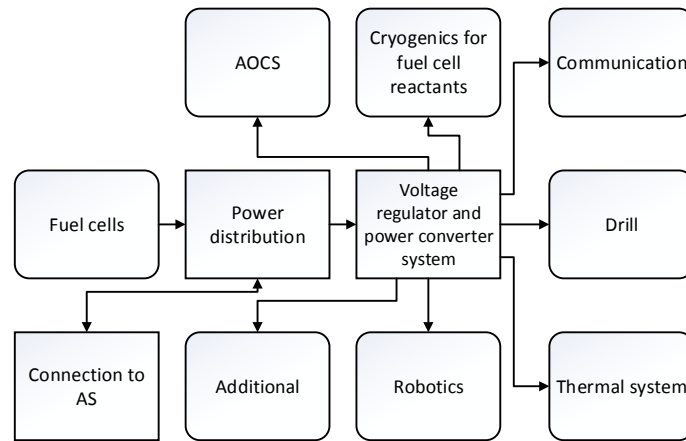 AOCS
Cryogenics for
fuel cell
reactants
Communication
Fuel cells
Power
distribution
Voltage
regulator and
power converter
system
Drill
Connection to
AS
Additional
Robotics
Thermal system